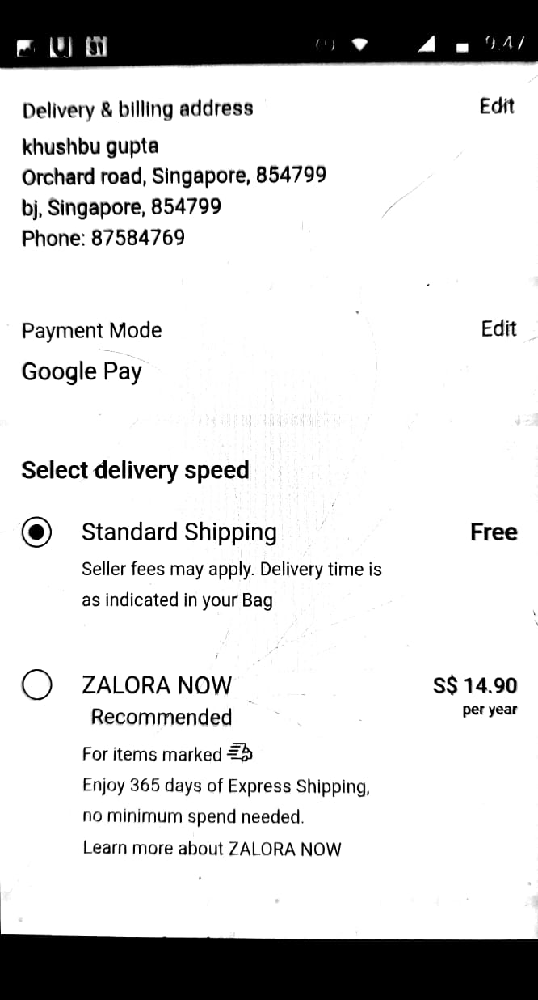 9.47
Delivery & billing address
Edit
khushbu gupta
Orchard road, Singapore, 854799
bj, Singapore, 854799
Phone: 87584769
Payment Mode
Edit
Google Pay
Select delivery speed
Standard Shipping
Free
Seller fees may apply. Delivery time is
as indicated in your Bag
ZALORA NOW
S$ 14.90
per year
Recommended
For items marked
Enjoy 365 days of Express Shipping,
no minimum spend needed.
Learn more about ZALORA NOW